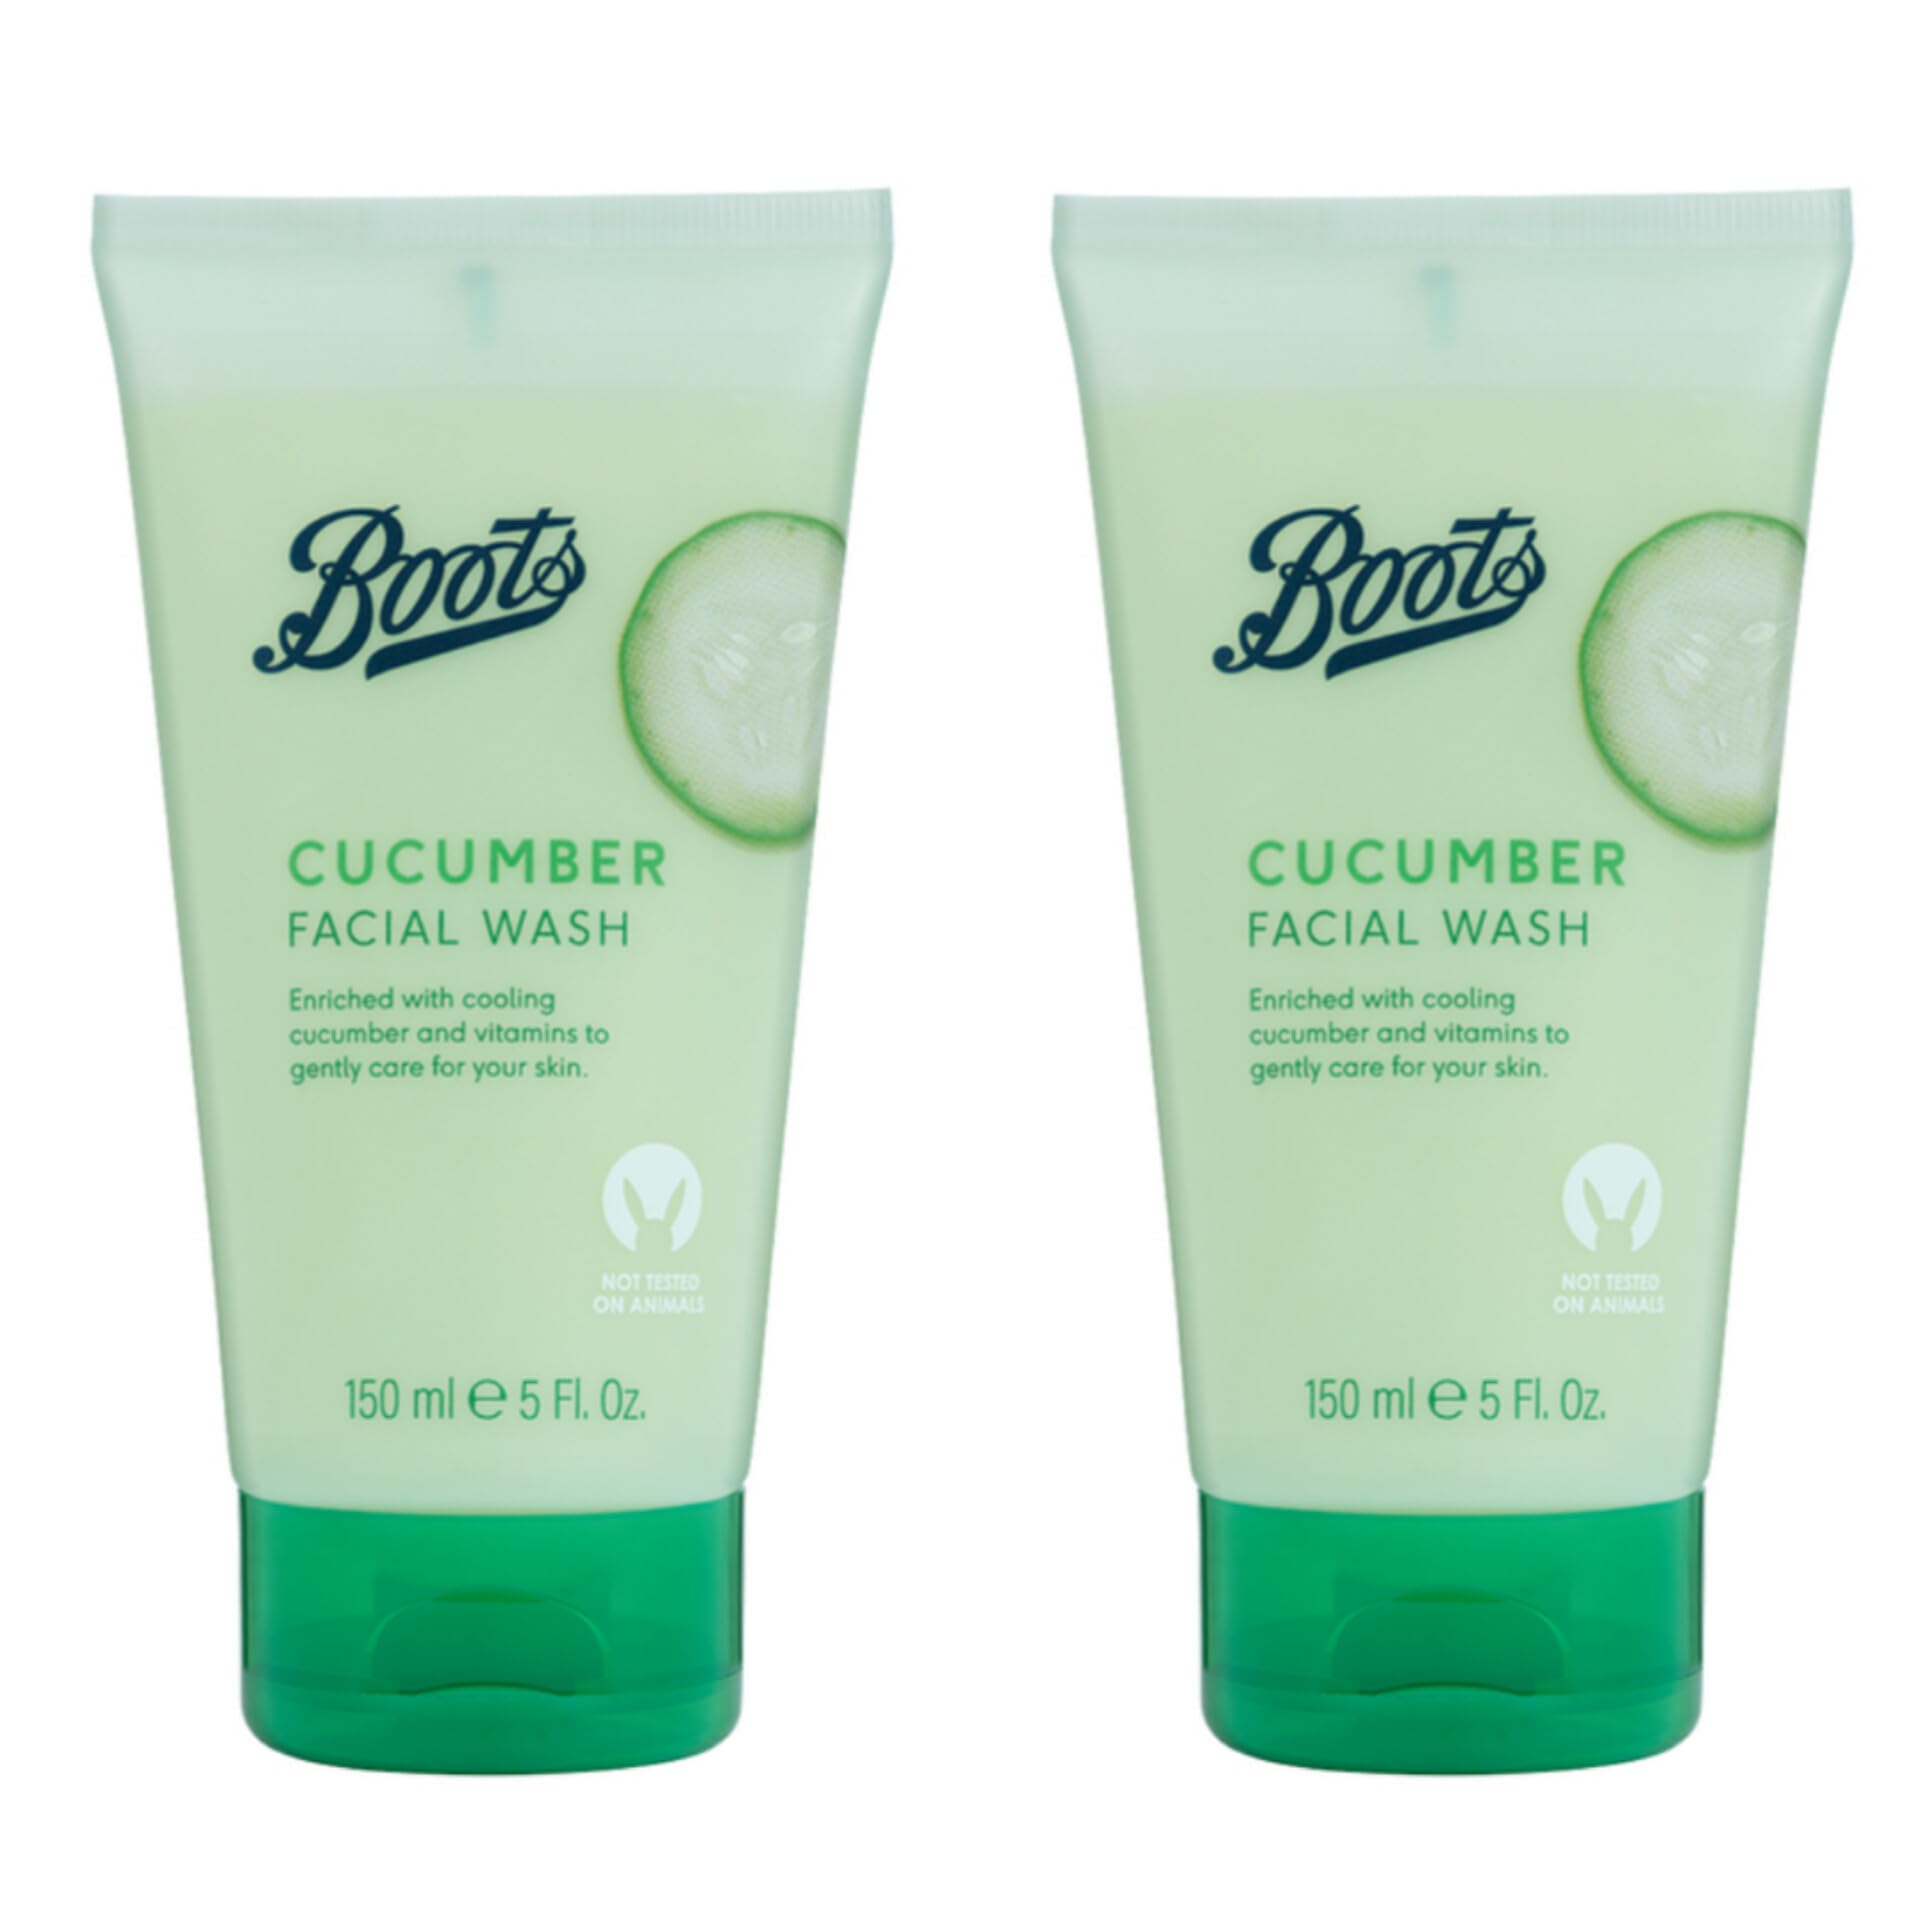 Boots
CUCUMBER
FACIAL WASH
Enriched with cooling
cucumber and vitamins to
gently care for your skin.
NOT TESTED
ON ANIMALS
150 ml ℮ 5 Fl. Oz.
Boots
CUCUMBER
FACIAL WASH
Enriched with cooling
cucumber and vitamins to
gently care for your skin.
NOT TESTED
ON ANIMALS
150 ml ℮ 5 Fl. Oz.